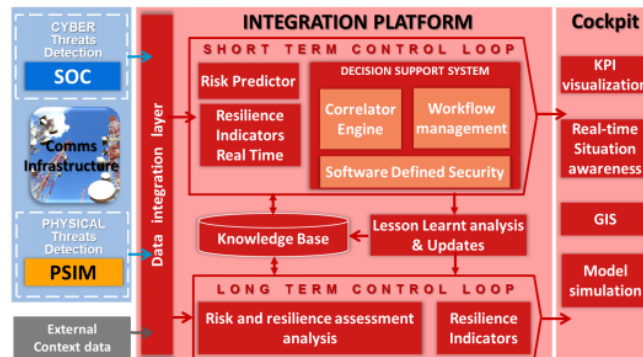 CYBER
Threats
Detection
SOC
Comms
Infrastructure
PHYSICAL
Threats
Detection
PSIM
External
Context data
Data integration layer
INTEGRATION PLATFORM
SHORT TERM CONTROL LOOP
Risk Predictor
Resilience
Indicators
Real Time
DECISION SUPPORT SYSTEM
Correlator
Engine
Workflow
management
Software Defined Security
Knowledge Base
Lesson Learnt analysis
& Updates
LONG TERM CONTROL LOOP
Risk and resilience assessment
analysis
Resilience
Indicators
Cockpit
KPI
visualization
Real-time
Situation
awareness
GIS
Model
simulation